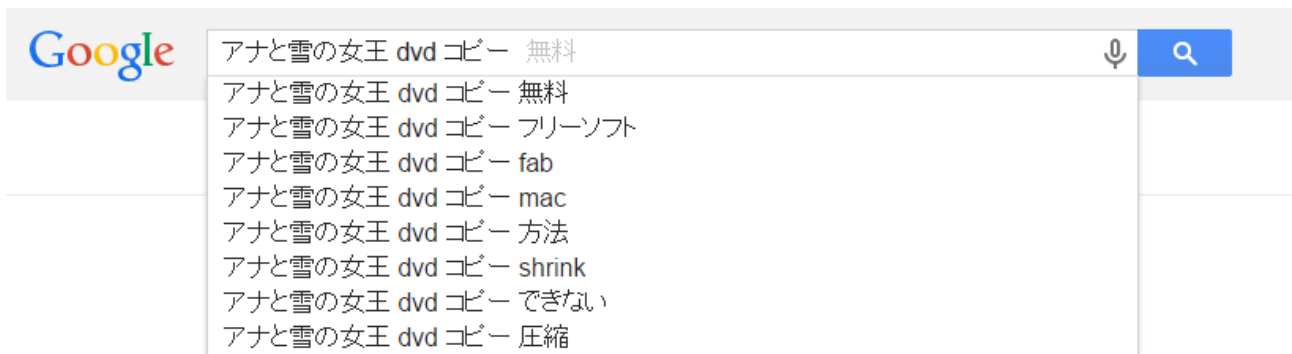 Google アナと雪の女王 dvd コピー 無料
アナと雪の女王 dvd コピー 無料
アナと雪の女王 dvd コピー フリーソフト
アナと雪の女王 dvd コピー fab
アナと雪の女王 dvd コピー mac
アナと雪の女王 dvd コピー 方法
アナと雪の女王 dvd コピー shrink
アナと雪の女王 dvd コピー できない
アナと雪の女王 dvd コピー 圧縮